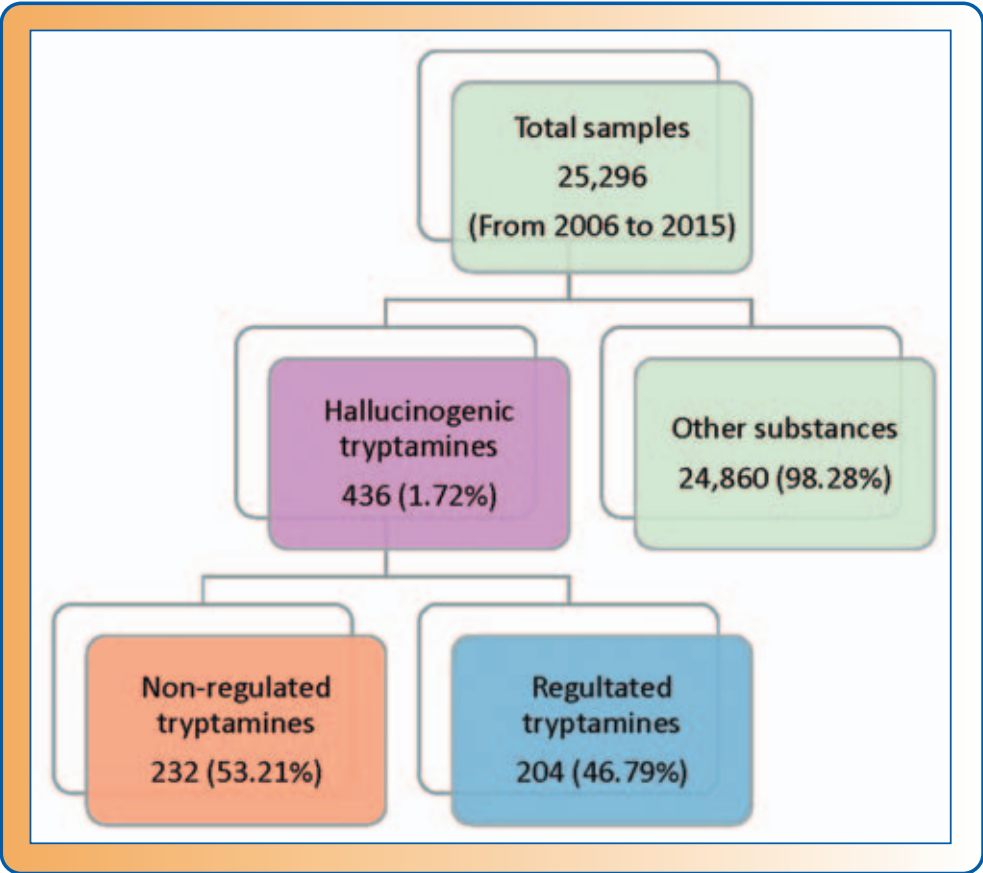 Total samples
25,296
(From 2006 to 2015)
Hallucinogenic
tryptamines
436 (1.72%)
Other substances
24,860 (98.28%)
Non-regulated
tryptamines
232 (53.21%)
Regultated
tryptamines
204 (46.79%)